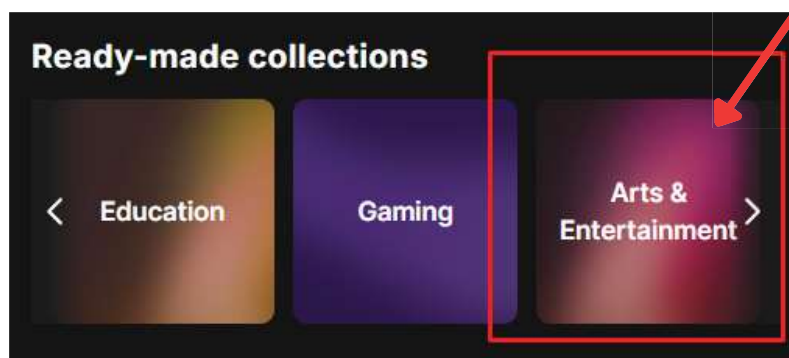 Ready-made collections
Education
Gaming
Arts &
Entertainment